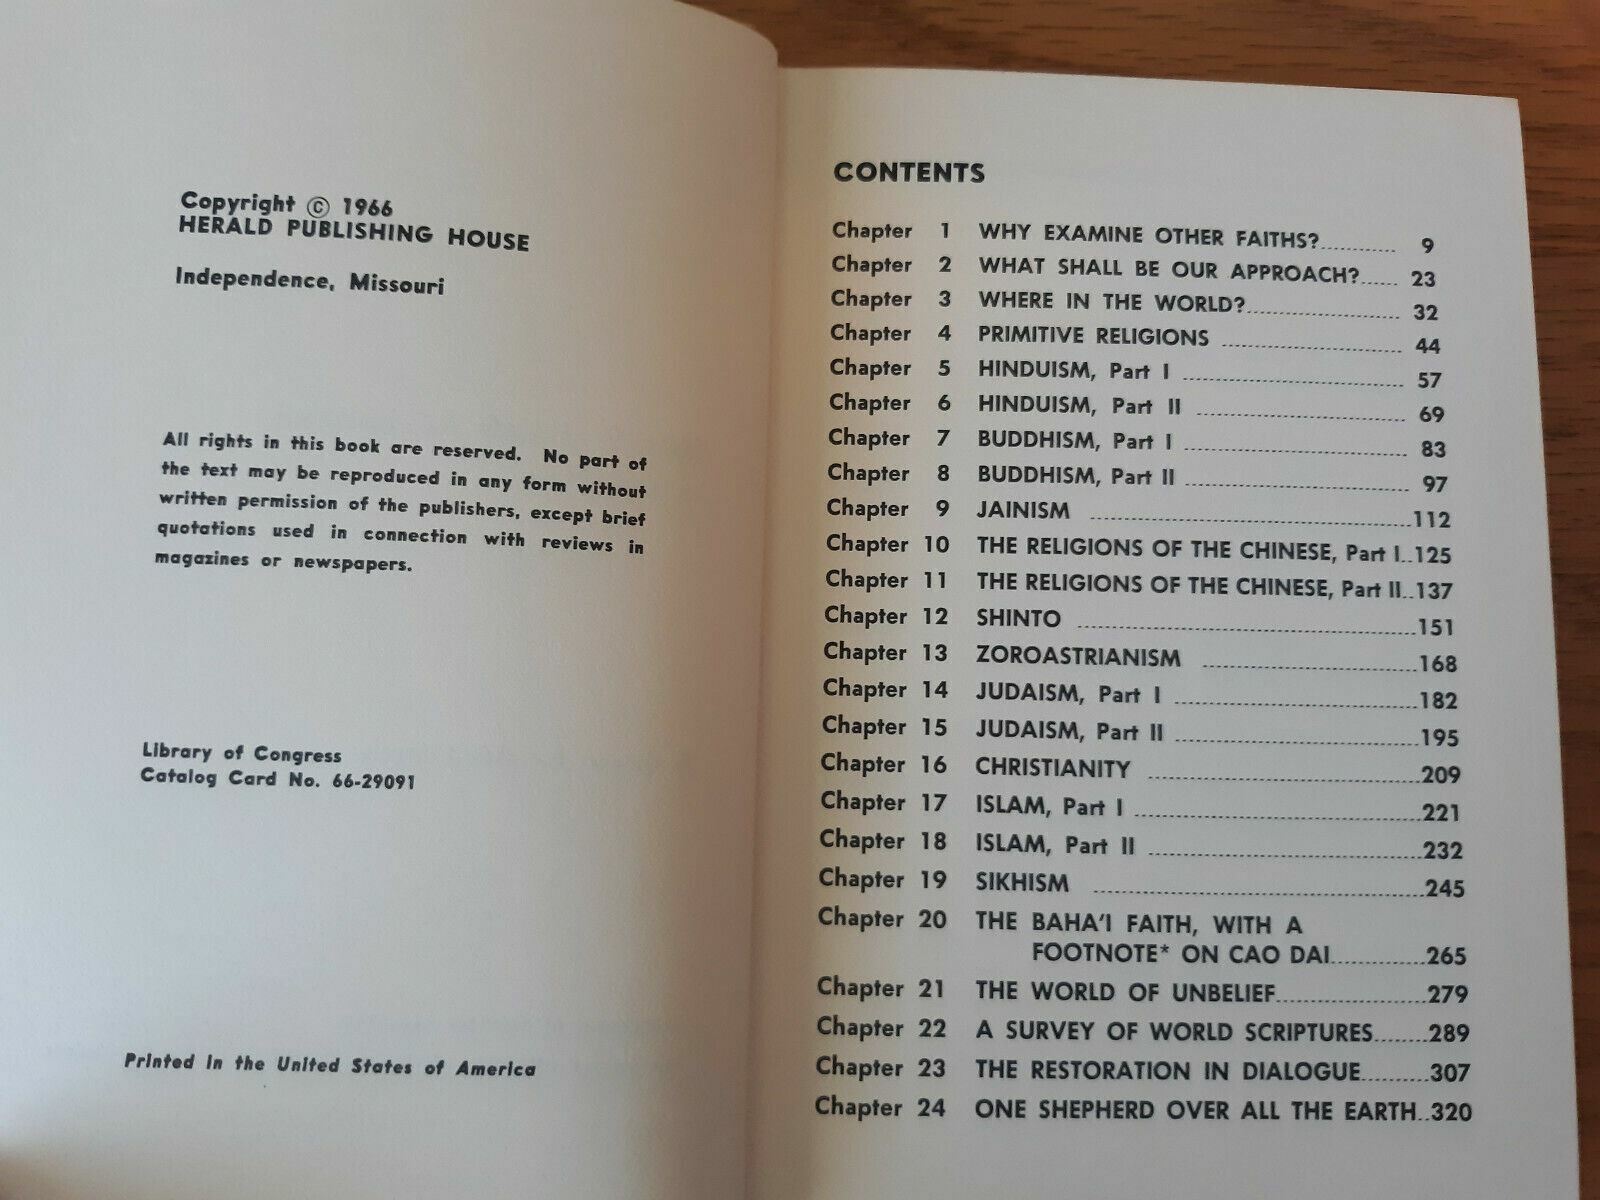 Copyright © 1966
HERALD PUBLISHING HOUSE
Independence, Missouri
All rights in this book are reserved. No part of
the text may be reproduced in any form without
written permission of the publishers, except brief
quotations used in connection with reviews in
magazines or newspapers.
Library of Congress
Catalog Card No. 66-29091
Printed in the United States of America
CONTENTS
Chapter 1 WHY EXAMINE OTHER FAITHS? 9
Chapter 2 WHAT SHALL BE OUR APPROACH? 23
Chapter 3 WHERE IN THE WORLD? 32
Chapter 4 PRIMITIVE RELIGIONS 44
Chapter 5 HINDUISM, Part I 57
Chapter 6 HINDUISM, Part II 69
Chapter 7 BUDDHISM, Part I 83
Chapter 8 BUDDHISM, Part II 97
Chapter 9 JAINISM 112
Chapter 10 THE RELIGIONS OF THE CHINESE, Part I 125
Chapter 11 THE RELIGIONS OF THE CHINESE, Part II 137
Chapter 12 SHINTO 151
Chapter 13 ZOROASTRIANISM 168
Chapter 14 JUDAISM, Part I 182
Chapter 15 JUDAISM, Part II 195
Chapter 16 CHRISTIANITY 209
Chapter 17 ISLAM, Part I 221
Chapter 18 ISLAM, Part II 232
Chapter 19 SIKHISM 245
Chapter 20 THE BAHA'I FAITH, WITH A
FOOTNOTE* ON CAO DAI 265
Chapter 21 THE WORLD OF UNBELIEF 279
Chapter 22 A SURVEY OF WORLD SCRIPTURES 289
Chapter 23 THE RESTORATION IN DIALOGUE 307
Chapter 24 ONE SHEPHERD OVER ALL THE EARTH 320